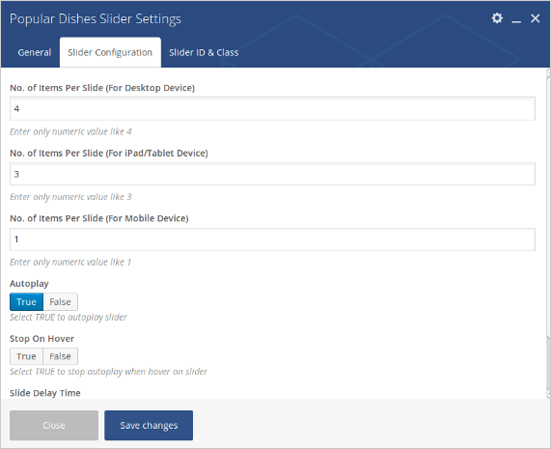 Popular Dishes Slider Settings
General Slider Configuration Slider ID & Class
No. of Items Per Slide (For Desktop Device)
4
Enter only numeric value like 4
No. of Items Per Slide (For iPad/Tablet Device)
3
Enter only numeric value like 3
No. of Items Per Slide (For Mobile Device)
1
Enter only numeric value like 1
Autoplay
True False
Select TRUE to autoplay slider
Stop On Hover
True False
Select TRUE to stop autoplay when hover on slider
Slide Delay Time
Close Save changes